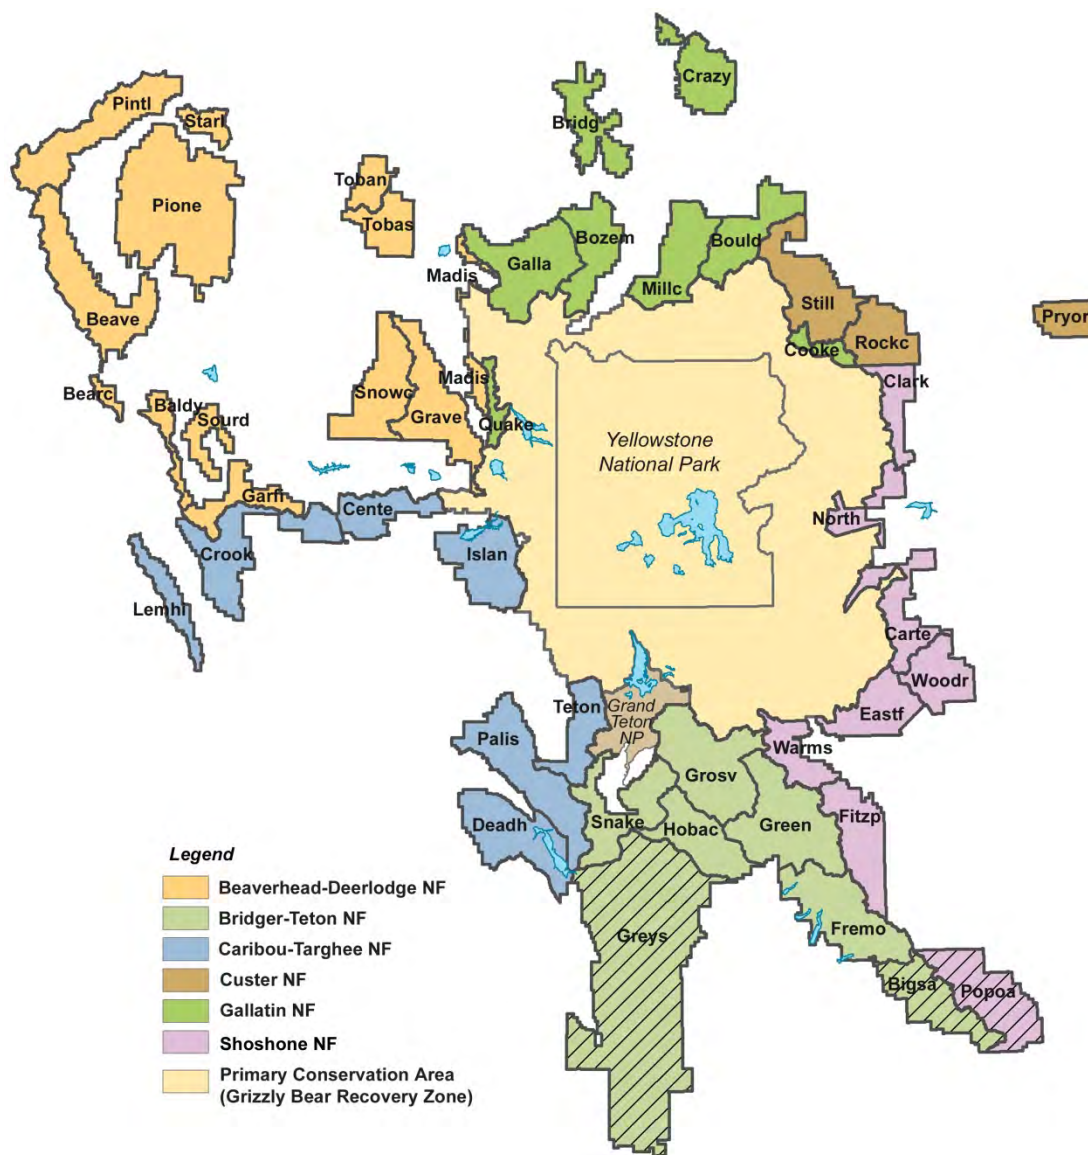 Crazy
Pintl
Starl
Bridg
Toban
Pione
Tobas
Bozem
Bould
Galla
Madis
Millc
Still
Beave
Pryor
Rockc
Cooke
Clark
Bearc
Snowc
Madis
Baldy
Sourd
Grave
Quake
Yellowstone
National Park
Garfi
Cente
North
Crook
Islan
Lemhi
Carte
Woodr
Teton
Grand
Teton
NP
Eastf
Palis
Warms
Grosv
Deadh
Snake
Hobac
Green
Fitzp
Greys
Fremo
Bigsa
Popoa
Legend
Beaverhead-Deerlodge NF
Bridger-Teton NF
Caribou-Targhee NF
Custer NF
Gallatin NF
Shoshone NF
Primary Conservation Area
(Grizzly Bear Recovery Zone)